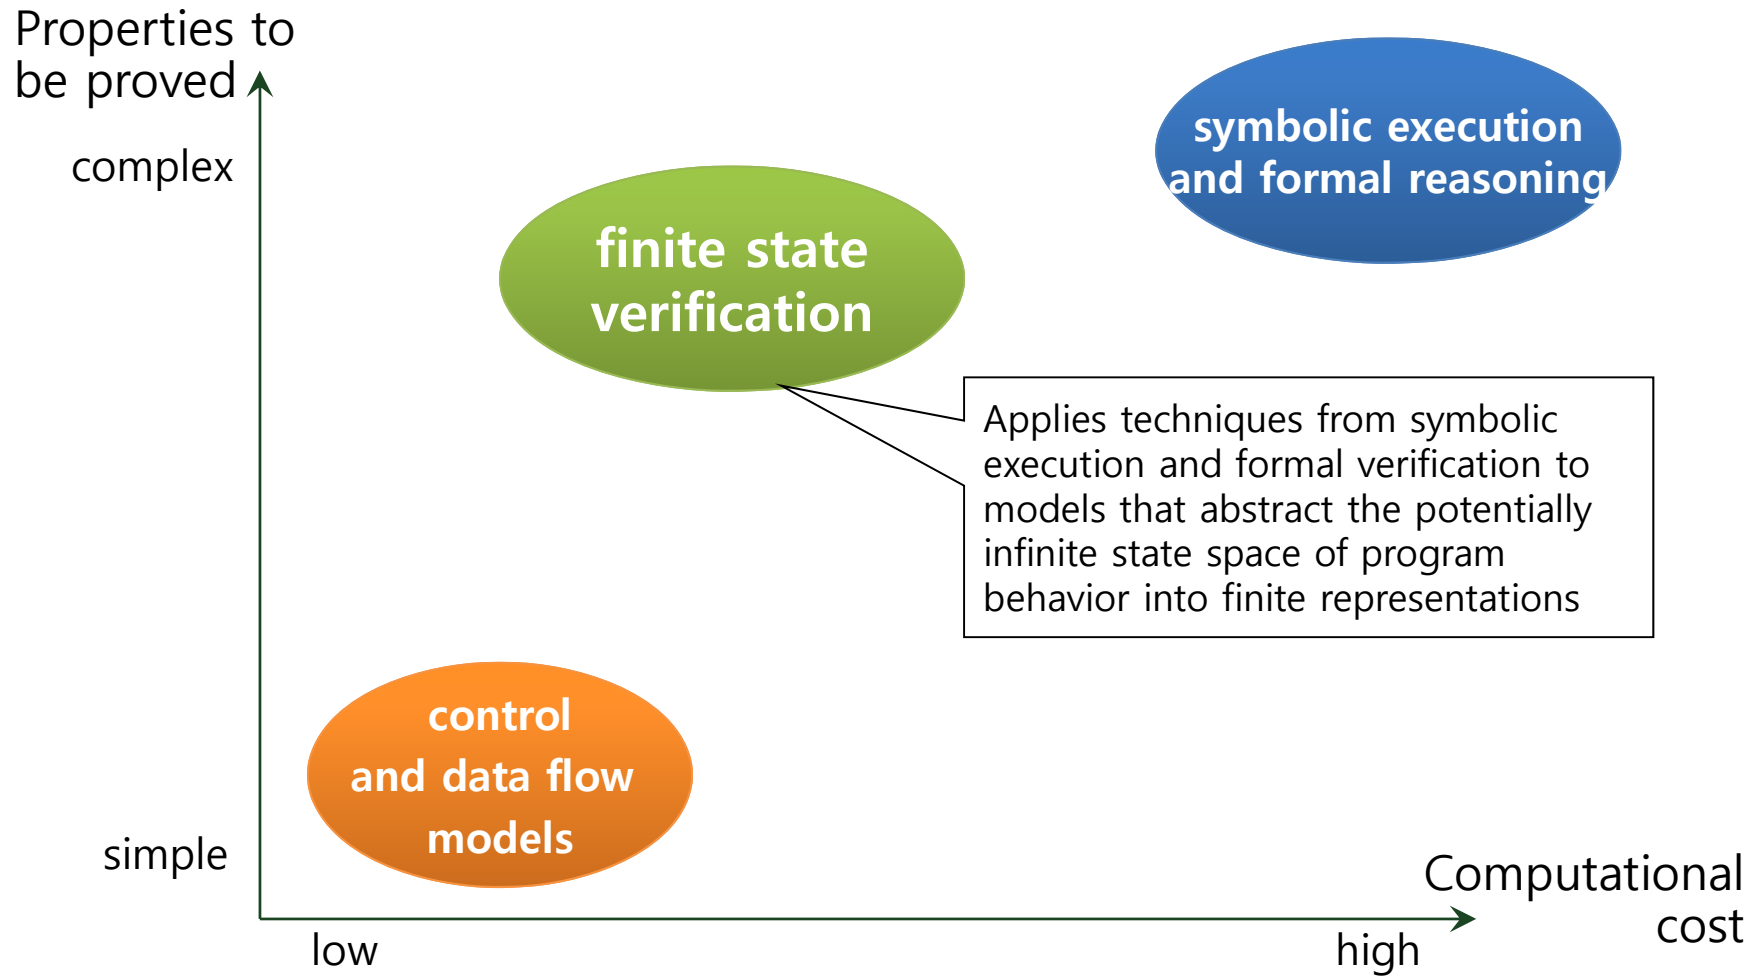 Properties to
be proved
complex
symbolic execution
and formal reasoning
finite state
verification
Applies techniques from symbolic
execution and formal verification to
models that abstract the potentially
infinite state space of program
behavior into finite representations
control
and data flow
models
simple
Computational
cost
low
high